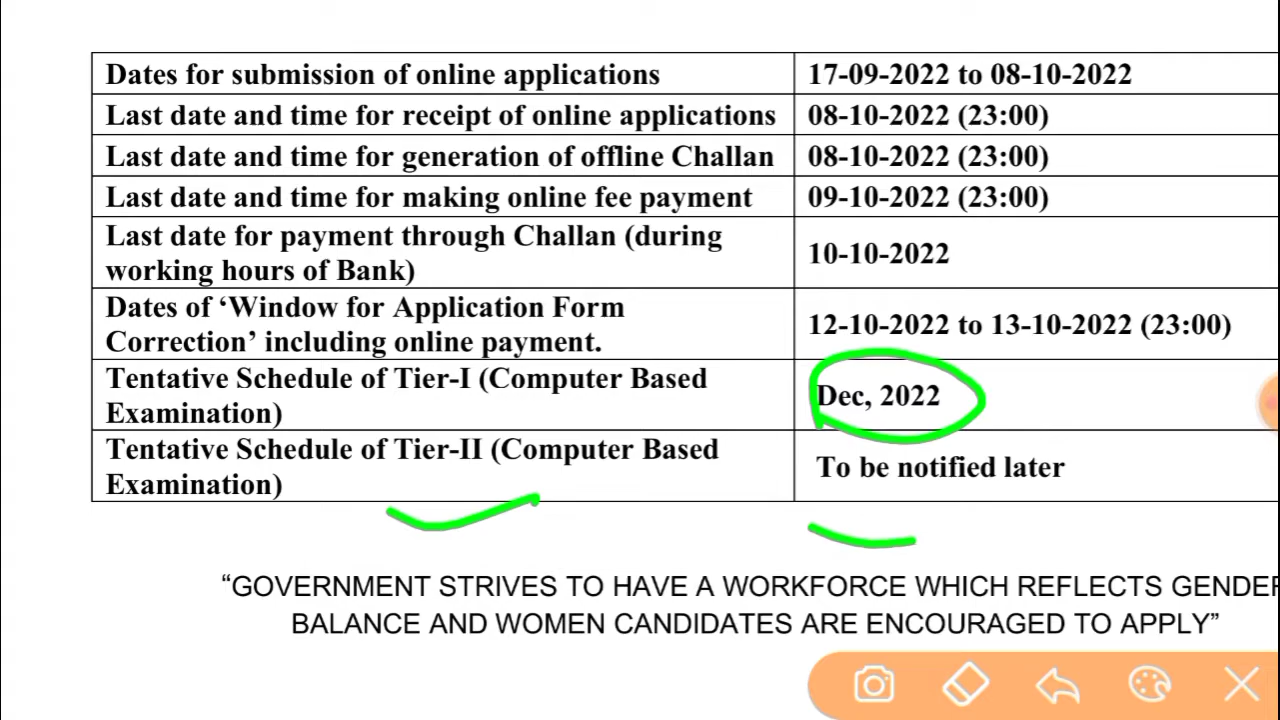 Dates for submission of online applications 17-09-2022 to 08-10-2022
Last date and time for receipt of online applications 08-10-2022 (23:00)
Last date and time for generation of offline Challan 08-10-2022 (23:00)
Last date and time for making online fee payment 09-10-2022 (23:00)
Last date for payment through Challan (during
working hours of Bank) 10-10-2022
Dates of ‘Window for Application Form
Correction’ including online payment. 12-10-2022 to 13-10-2022 (23:00)
Tentative Schedule of Tier-I (Computer Based
Examination) Dec, 2022
Tentative Schedule of Tier-II (Computer Based
Examination) To be notified later
“GOVERNMENT STRIVES TO HAVE A WORKFORCE WHICH REFLECTS GENDER
BALANCE AND WOMEN CANDIDATES ARE ENCOURAGED TO APPLY”